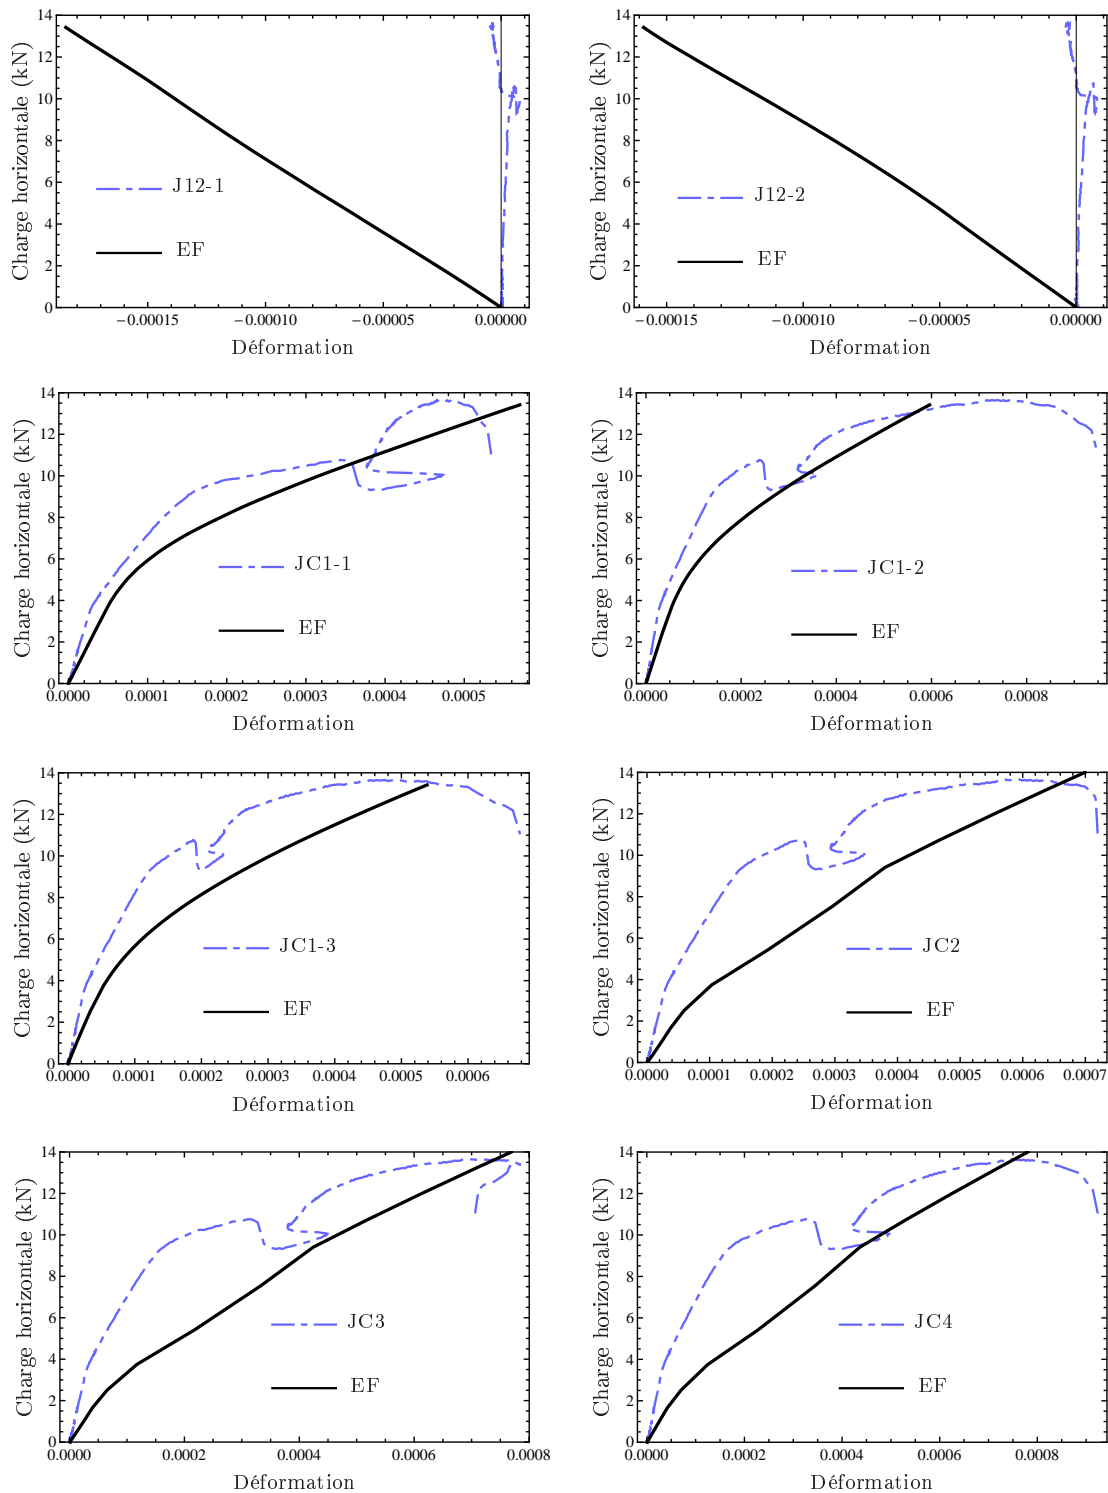 14
12
10
8
6
4
2
0
Charge horizontale (kN)
J12-1
EF
−0.00015 −0.00010 −0.00005 0.00000
Déformation
14
12
10
8
6
4
2
0
Charge horizontale (kN)
J12-2
EF
−0.00015 −0.00010 −0.00005 0.00000
Déformation
14
12
10
8
6
4
2
0
Charge horizontale (kN)
JC1-1
EF
0.0000 0.0001 0.0002 0.0003 0.0004 0.0005
Déformation
14
12
10
8
6
4
2
0
Charge horizontale (kN)
JC1-2
EF
0.0000 0.0002 0.0004 0.0006 0.0008
Déformation
14
12
10
8
6
4
2
0
Charge horizontale (kN)
JC1-3
EF
0.0000 0.0001 0.0002 0.0003 0.0004 0.0005 0.0006
Déformation
14
12
10
8
6
4
2
0
Charge horizontale (kN)
JC2
EF
0.0000 0.0001 0.0002 0.0003 0.0004 0.0005 0.0006 0.0007
Déformation
14
12
10
8
6
4
2
0
Charge horizontale (kN)
JC3
EF
0.0000 0.0002 0.0004 0.0006 0.0008
Déformation
14
12
10
8
6
4
2
0
Charge horizontale (kN)
JC4
EF
0.0000 0.0002 0.0004 0.0006 0.0008
Déformation